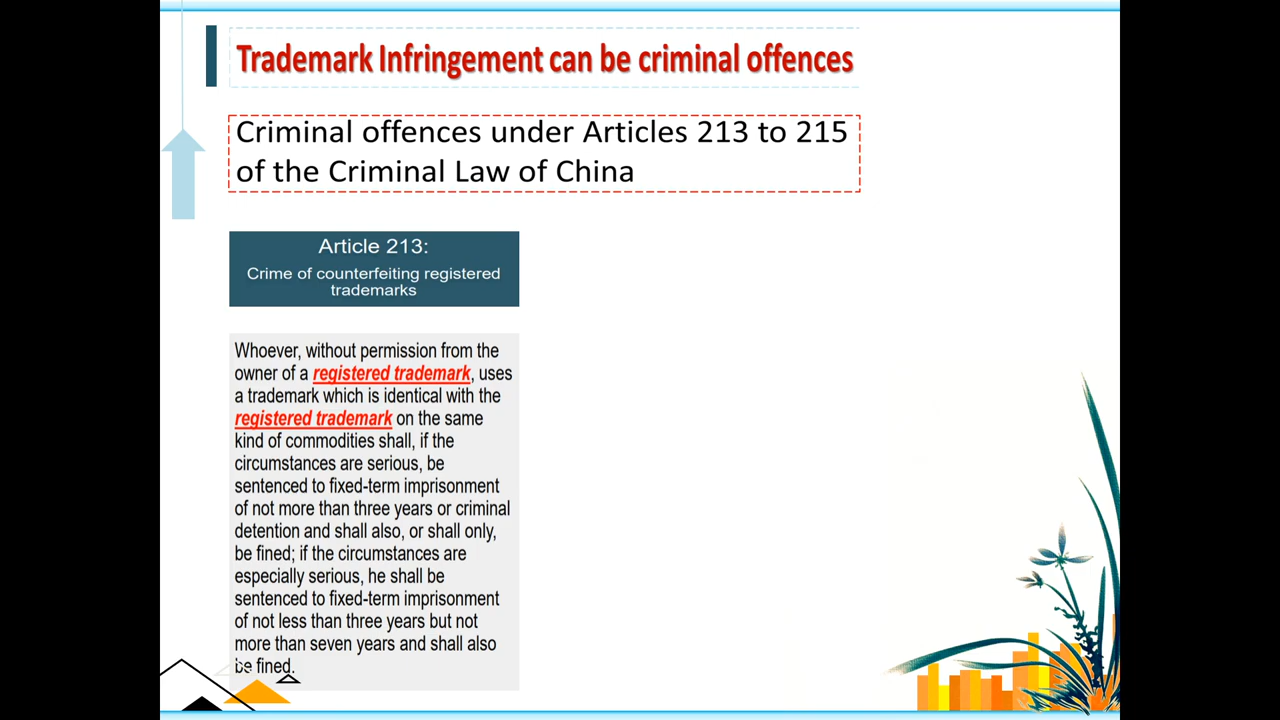 Trademark Infringement can be criminal offences
Criminal offences under Articles 213 to 215
of the Criminal Law of China
Article 213:
Crime of counterfeiting registered
trademarks
Whoever, without permission from the
owner of a registered trademark, uses
a trademark which is identical with the
registered trademark on the same
kind of commodities shall, if the
circumstances are serious, be
sentenced to fixed-term imprisonment
of not more than three years or criminal
detention and shall also, or shall only,
be fined; if the circumstances are
especially serious, he shall be
sentenced to fixed-term imprisonment
of not less than three years but not
more than seven years and shall also
be fined.